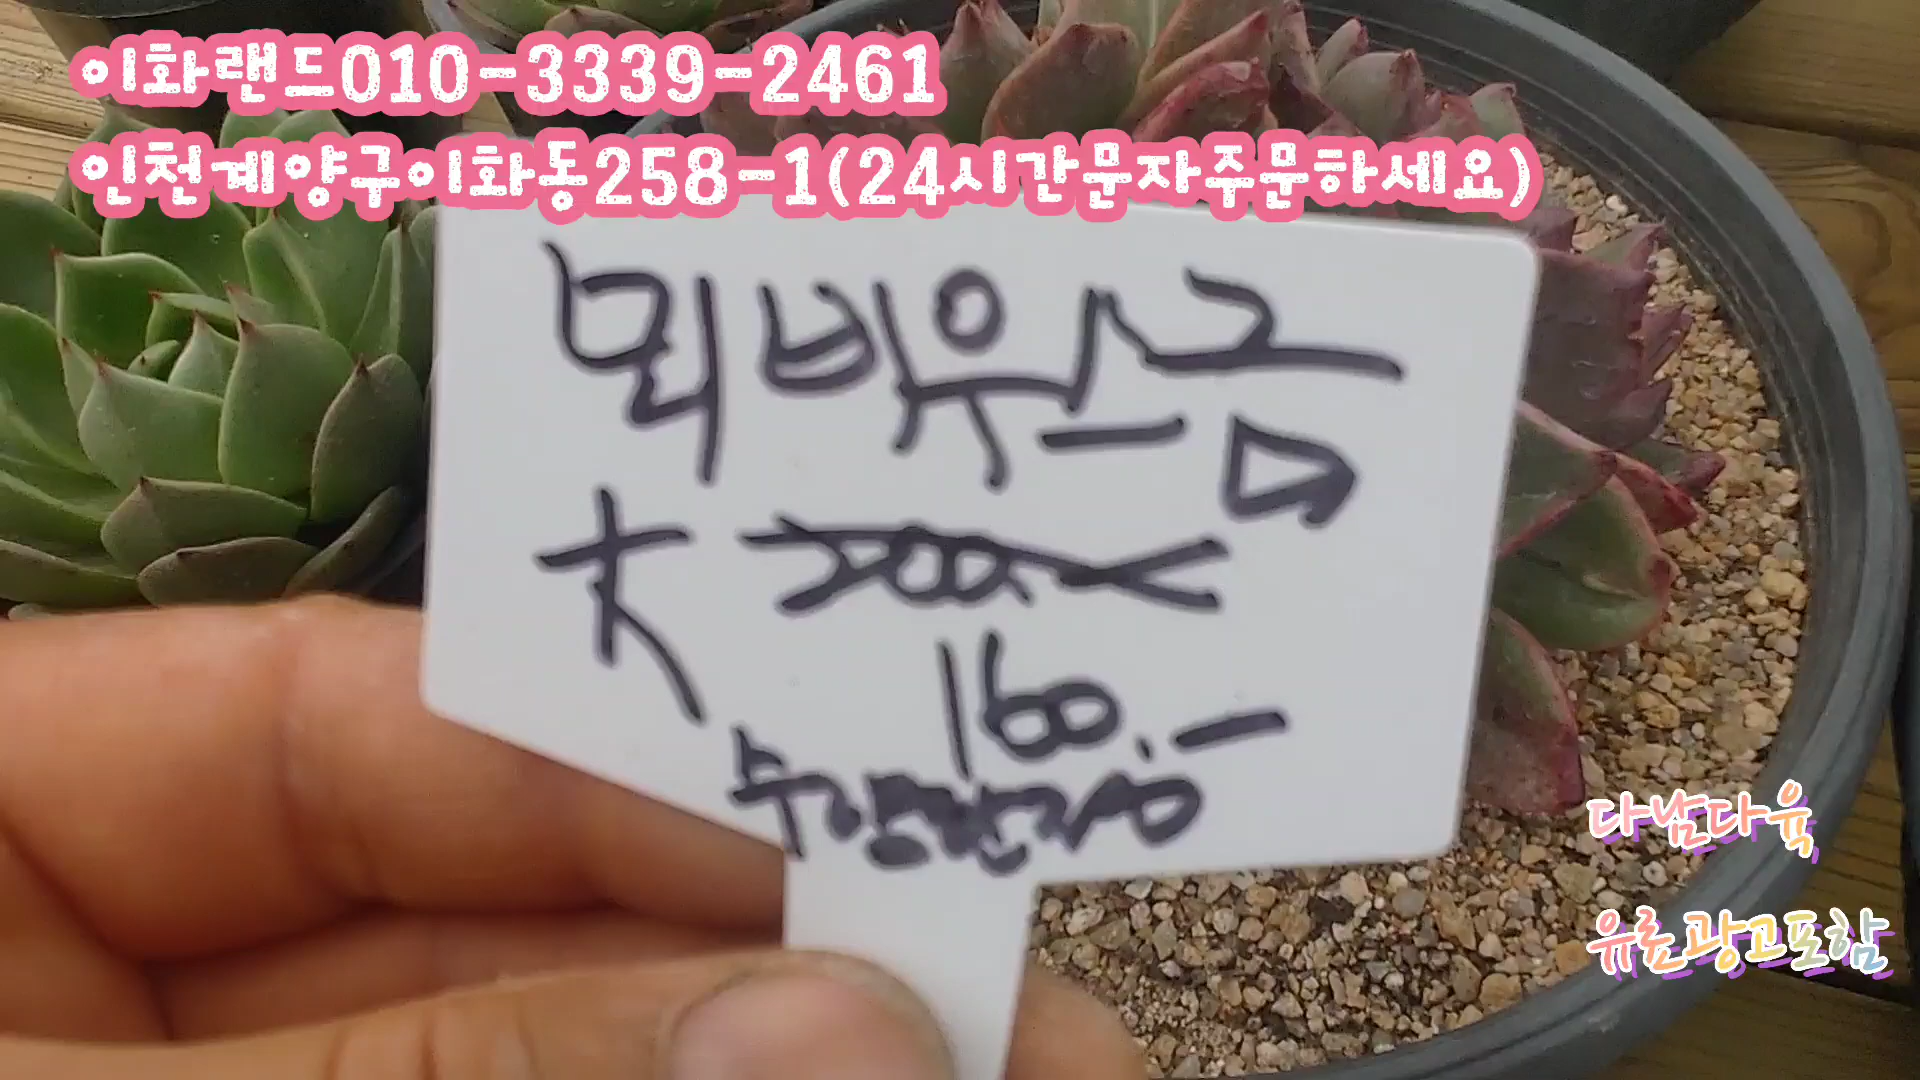 이화랜드010-3339-2461
인천계양구이화동258-1(24시간문자주문하세요)
뫼비우스금
大
160.-
다남다육
유료광고포함